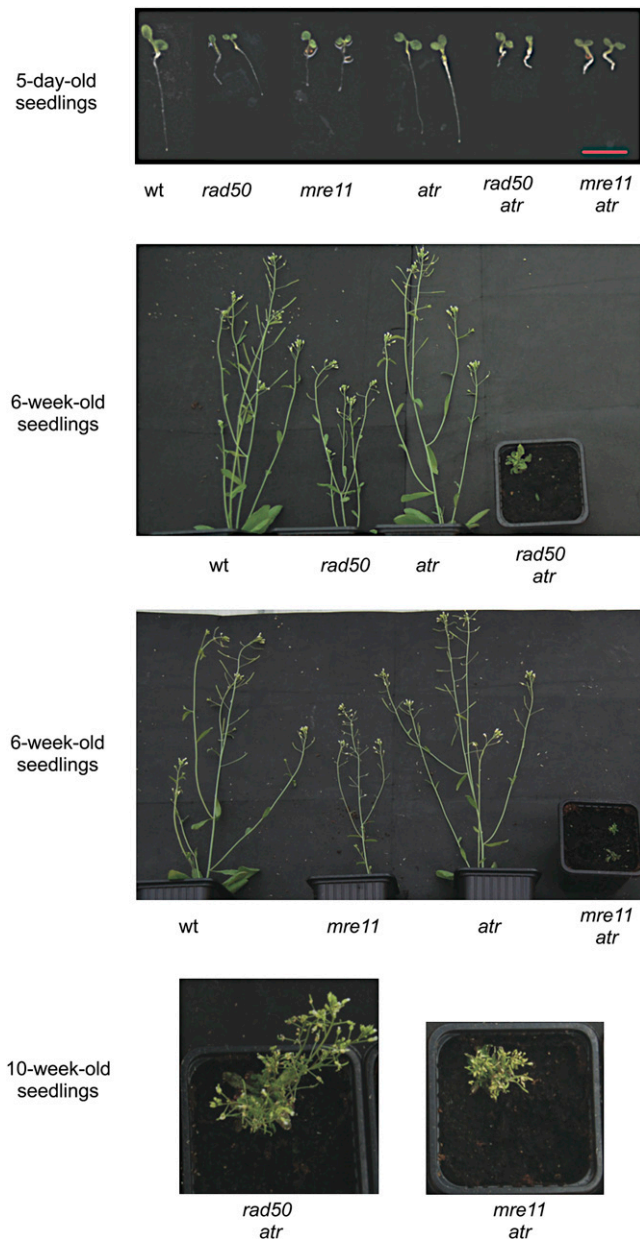 5-day-old
seedlings
wt rad50 mre11 atr rad50 mre11
atr atr
6-week-old
seedlings
wt rad50 atr rad50
atr
6-week-old
seedlings
wt mre11 atr mre11
atr
10-week-old
seedlings
rad50 mre11
atr atr